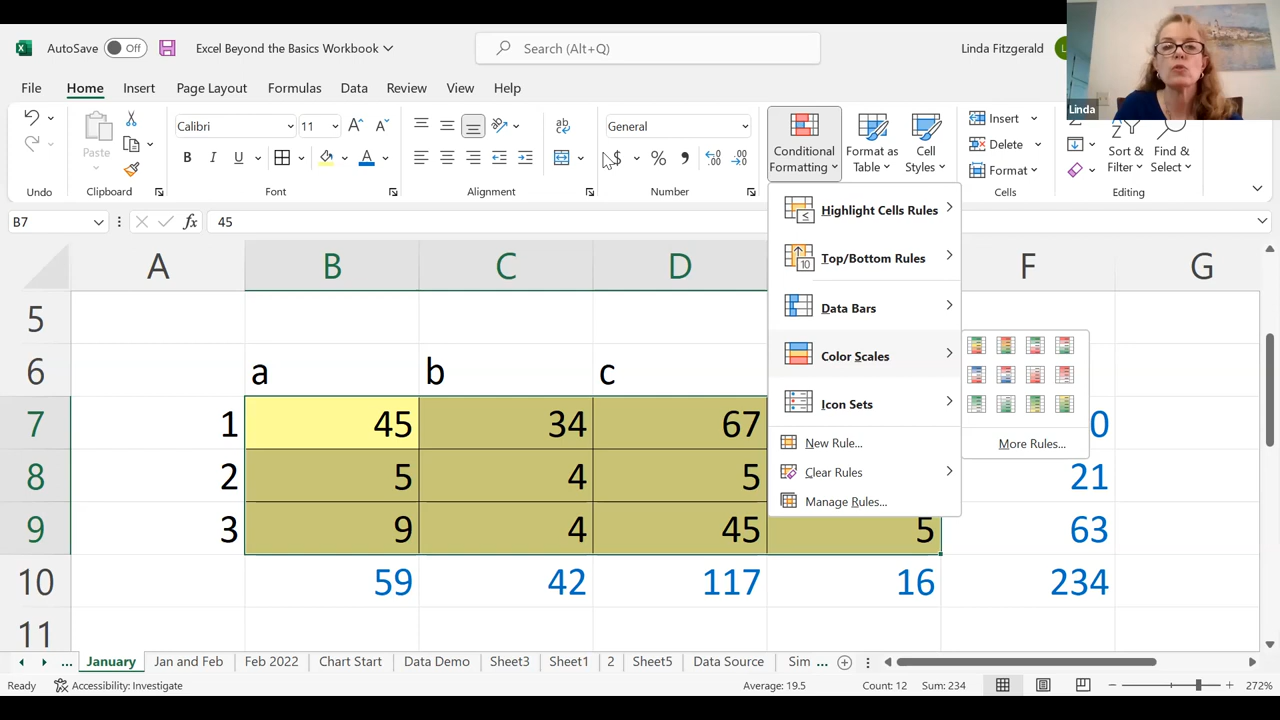 AutoSave Off Excel Beyond the Basics Workbook Search (Alt+Q) Linda Fitzgerald
Linda
File Home Insert Page Layout Formulas Data Review View Help
Paste
Calibri 11
B I U
ab
General
$ % ,
Conditional Formatting
Format as Table
Cell Styles
Insert
Delete
Format
Sort & Filter
Find & Select
Undo Clipboard Font Alignment Number Cells Editing
B7 fx 45
Highlight Cells Rules
Top/Bottom Rules
Data Bars
Color Scales
Icon Sets
New Rule...
Clear Rules
Manage Rules...
More Rules...
A B C D F G
5
6 a b c
7 1 45 34 67 0
8 2 5 4 5 21
9 3 9 4 45 5 63
10 59 42 117 16 234
11
... January Jan and Feb Feb 2022 Chart Start Data Demo Sheet3 Sheet1 2 Sheet5 Data Source Sim ...
Ready Accessibility: Investigate Average: 19.5 Count: 12 Sum: 234 272%